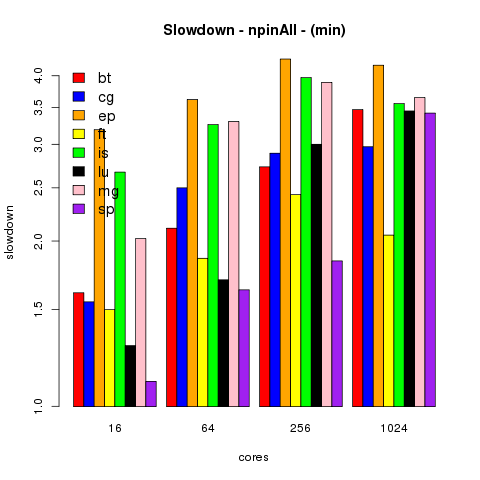 Slowdown - npinAll - (min)
4.0
3.5
3.0
2.5
2.0
1.5
1.0
slowdown
bt
cg
ep
ft
is
lu
mg
sp
16 64 256 1024
cores